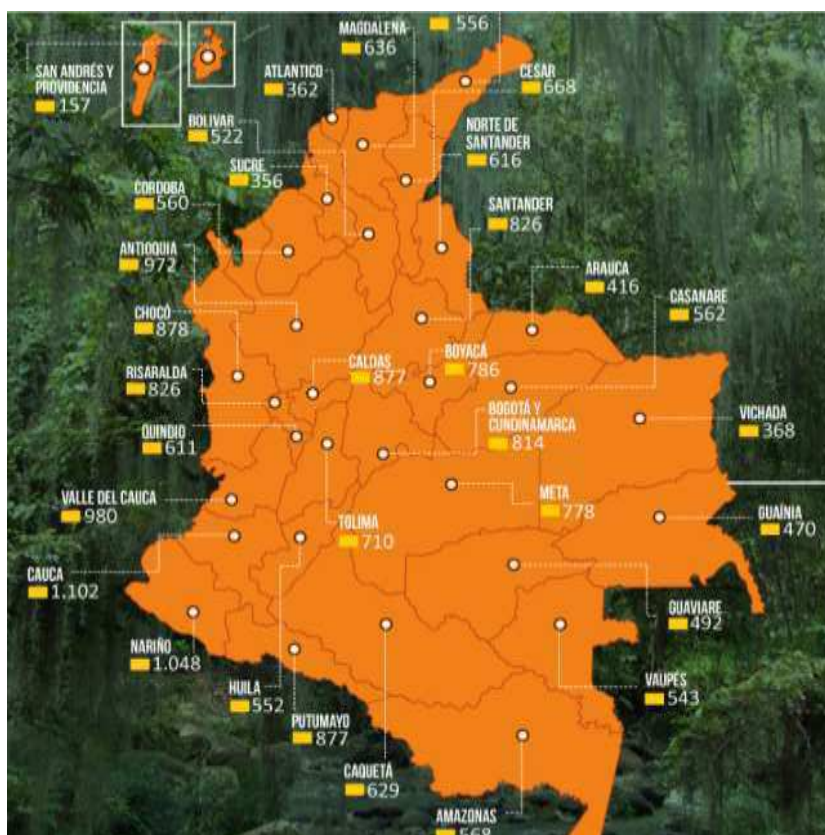 556
MAGDALENA
636
SAN ANDRÉS Y
PROVIDENCIA
157
ATLANTICO
362
CESAR
668
BOLIVAR
522
NORTE DE
SANTANDER
616
SUCRE
356
CORDOBA
560
SANTANDER
826
ANTIOQUIA
972
ARAUCA
416
CASANARE
562
CHOCÓ
878
CALDAS
877
BOYACÁ
786
RISARALDA
826
BOGOTÁ Y
CUNDINAMARCA
814
VICHADA
368
QUINDIO
611
VALLE DEL CAUCA
980
META
778
TOLIMA
710
GUAÍNIA
470
CAUCA
1.102
GUAVIARE
492
NARIÑO
1.048
HUILA
552
VAUPÉS
543
PUTUMAYO
877
CAQUETÁ
629
AMAZONAS
568